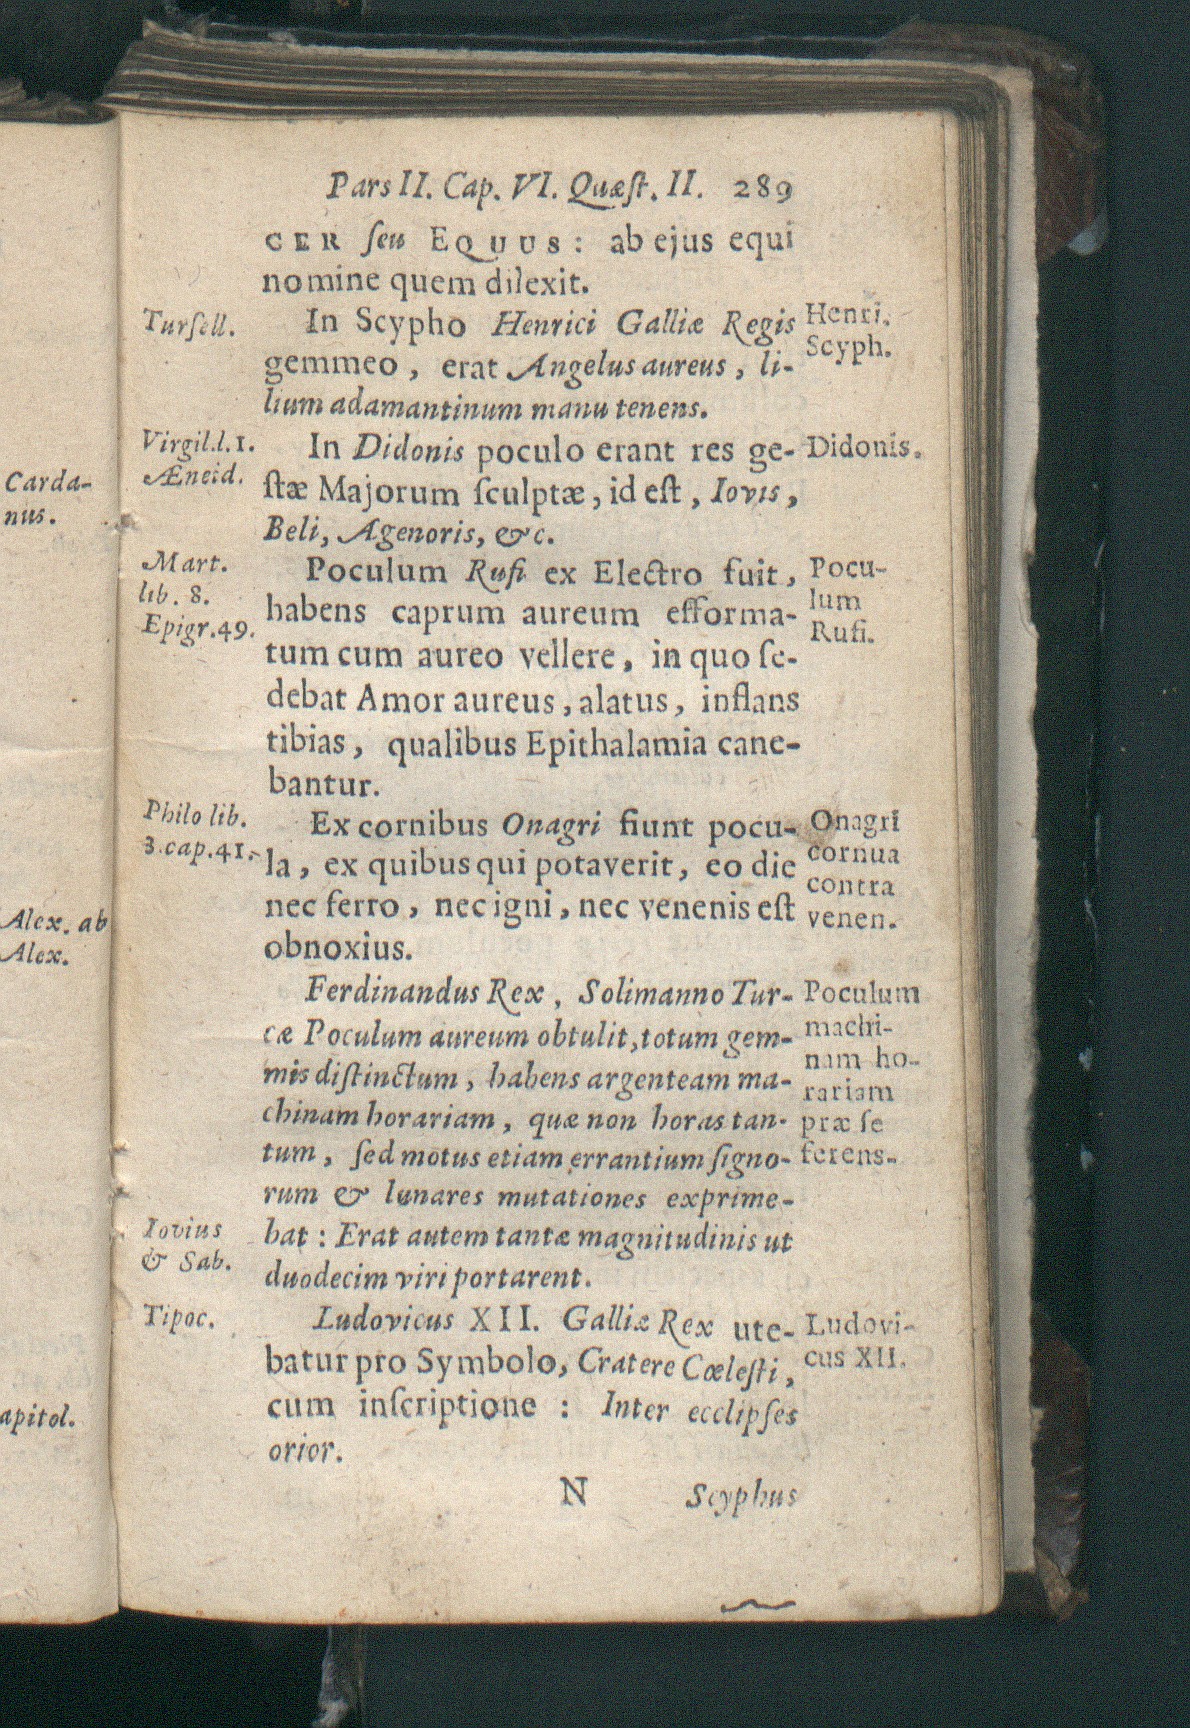 Carda-
nus.
Alex. ab
Alex.
apitol.
Pars II. Cap. VI. Quæſt. II. 289
CER ſeu EQUUS: ab ejus equi
nomine quem dilexit.
Turſell.
In Scypho Henrici Galliæ Regis
gemmeo, erat Angelus aureus, li-
lium adamantinum manu tenens.
Henri.
Scyph.
Virgil.l.1.
Æneid.
In Didonis poculo erant res ge-
ſtæ Majorum ſculptæ, id eſt, Iovis,
Beli, Agenoris, &c.
Didonis.
Mart.
lib. 8.
Epigr.49.
Poculum Rufi ex Electro fuit,
habens caprum aureum efforma-
tum cum aureo vellere, in quo ſe-
debat Amor aureus, alatus, inflans
tibias, qualibus Epithalamia cane-
bantur.
Pocu-
lum
Rufi.
Philo lib.
3.cap.41.
Ex cornibus Onagri fiunt pocu-
la, ex quibus qui potaverit, eo die
nec ferro, nec igni, nec venenis eſt
obnoxius.
Onagri
cornua
contra
venen.
Ferdinandus Rex, Solimanno Tur-
cæ Poculum aureum obtulit, totum gem-
mis diſtinctum, habens argenteam ma-
chinam horariam, quæ non horas tan-
tum, ſed motus etiam errantium ſigno-
rum & lunares mutationes exprime-
bat: Erat autem tantæ magnitudinis ut
duodecim viri portarent.
Poculum
machi-
nam ho-
rariam
præ ſe
ferens.
Iovius
& Sab.
Tipoc.
Ludovicus XII. Galliæ Rex ute-
batur pro Symbolo, Cratere Cœleſti,
cum inſcriptione : Inter ecclipſes
orior.
Ludovi-
cus XII.
N Scyphus